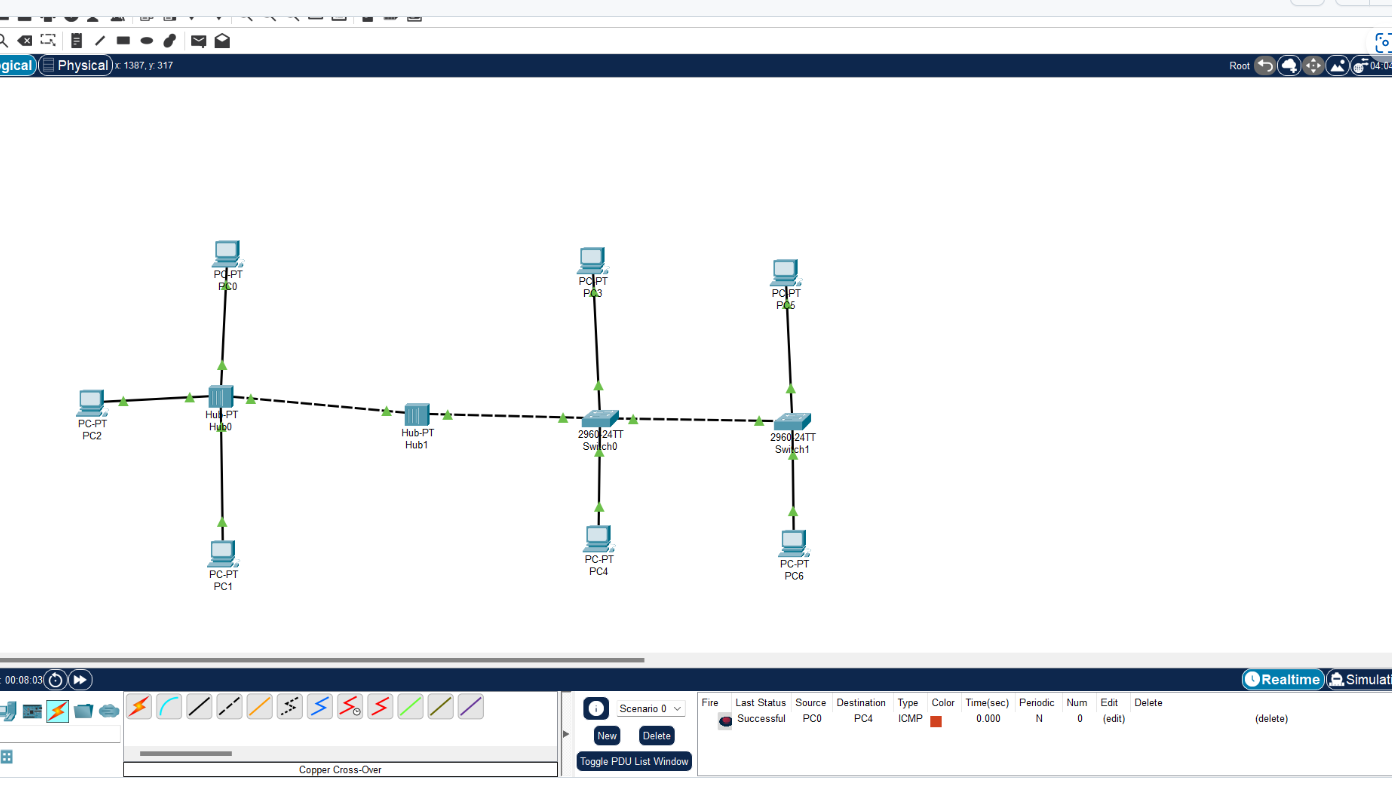 gical Physical x: 1387, y: 317 Root 04:04
PC-PT
PC0
PC-PT
PC3
PC-PT
PC5
PC-PT
PC2
Hub-PT
Hub0
Hub-PT
Hub1
2960-24TT
Switch0
2960-24TT
Switch1
PC-PT
PC1
PC-PT
PC4
PC-PT
PC6
: 00:08:03 Realtime Simulati
Scenario 0
New Delete
Toggle PDU List Window
Fire Last Status Source Destination Type Color Time(sec) Periodic Num Edit Delete
Successful PC0 PC4 ICMP 0.000 N 0 (edit) (delete)
Copper Cross-Over